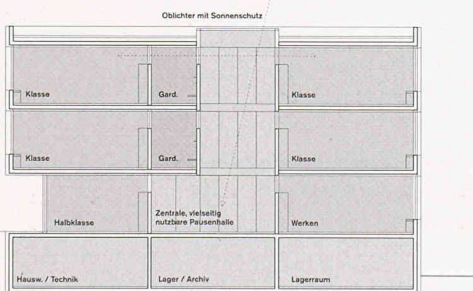 Oblichter mit Sonnenschutz
Klasse
Gard.
Klasse
Klasse
Gard.
Klasse
Halbklasse
Zentrale, vielseitig
nutzbare Pausenhalle
Werken
Hausw. / Technik
Lager / Archiv
Lagerraum